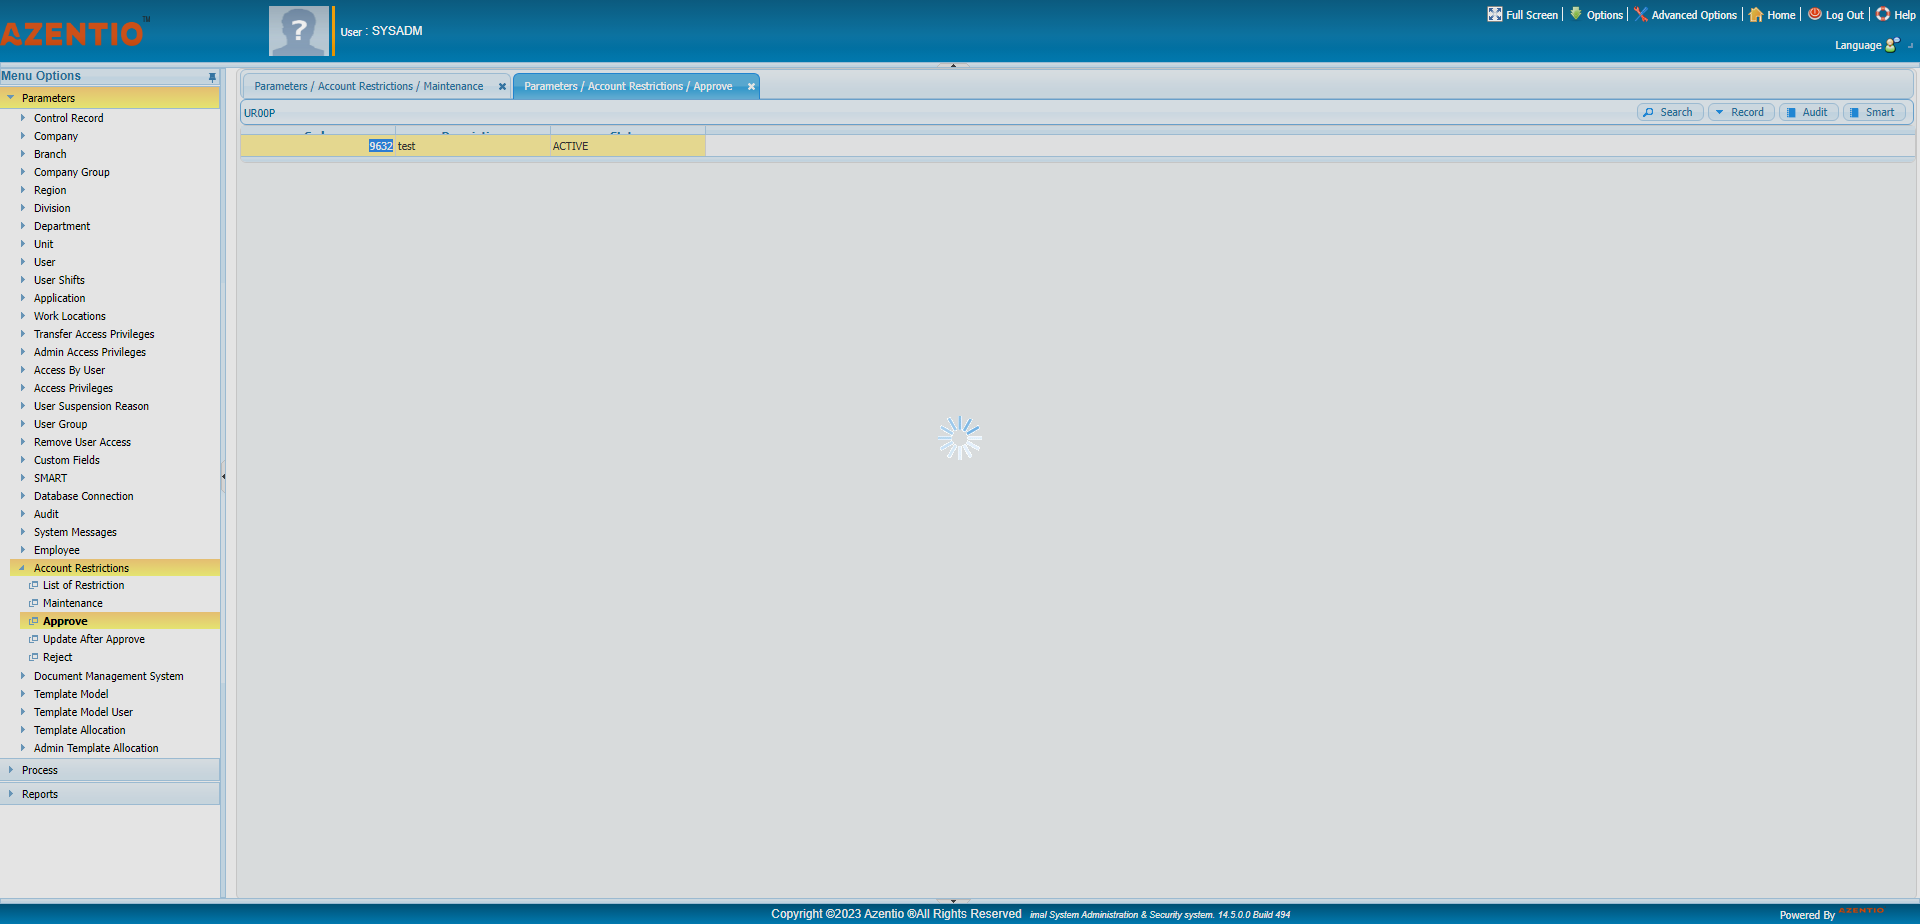 AZENTIO™
User : SYSADM
Full Screen
Options
Advanced Options
Home
Log Out
Help
Language
Menu Options
Parameters
Control Record
Company
Branch
Company Group
Region
Division
Department
Unit
User
User Shifts
Application
Work Locations
Transfer Access Privileges
Admin Access Privileges
Access By User
Access Privileges
User Suspension Reason
User Group
Remove User Access
Custom Fields
SMART
Database Connection
Audit
System Messages
Employee
Account Restrictions
List of Restriction
Maintenance
Approve
Update After Approve
Reject
Document Management System
Template Model
Template Model User
Template Allocation
Admin Template Allocation
Process
Reports
Parameters / Account Restrictions / Maintenance
Parameters / Account Restrictions / Approve
UR00P
Search
Record
Audit
Smart
9632 test ACTIVE
Copyright ©2023 Azentio ®All Rights Reserved imal System Administration & Security system. 14.5.0.0 Build 494
Powered By AZENTIO